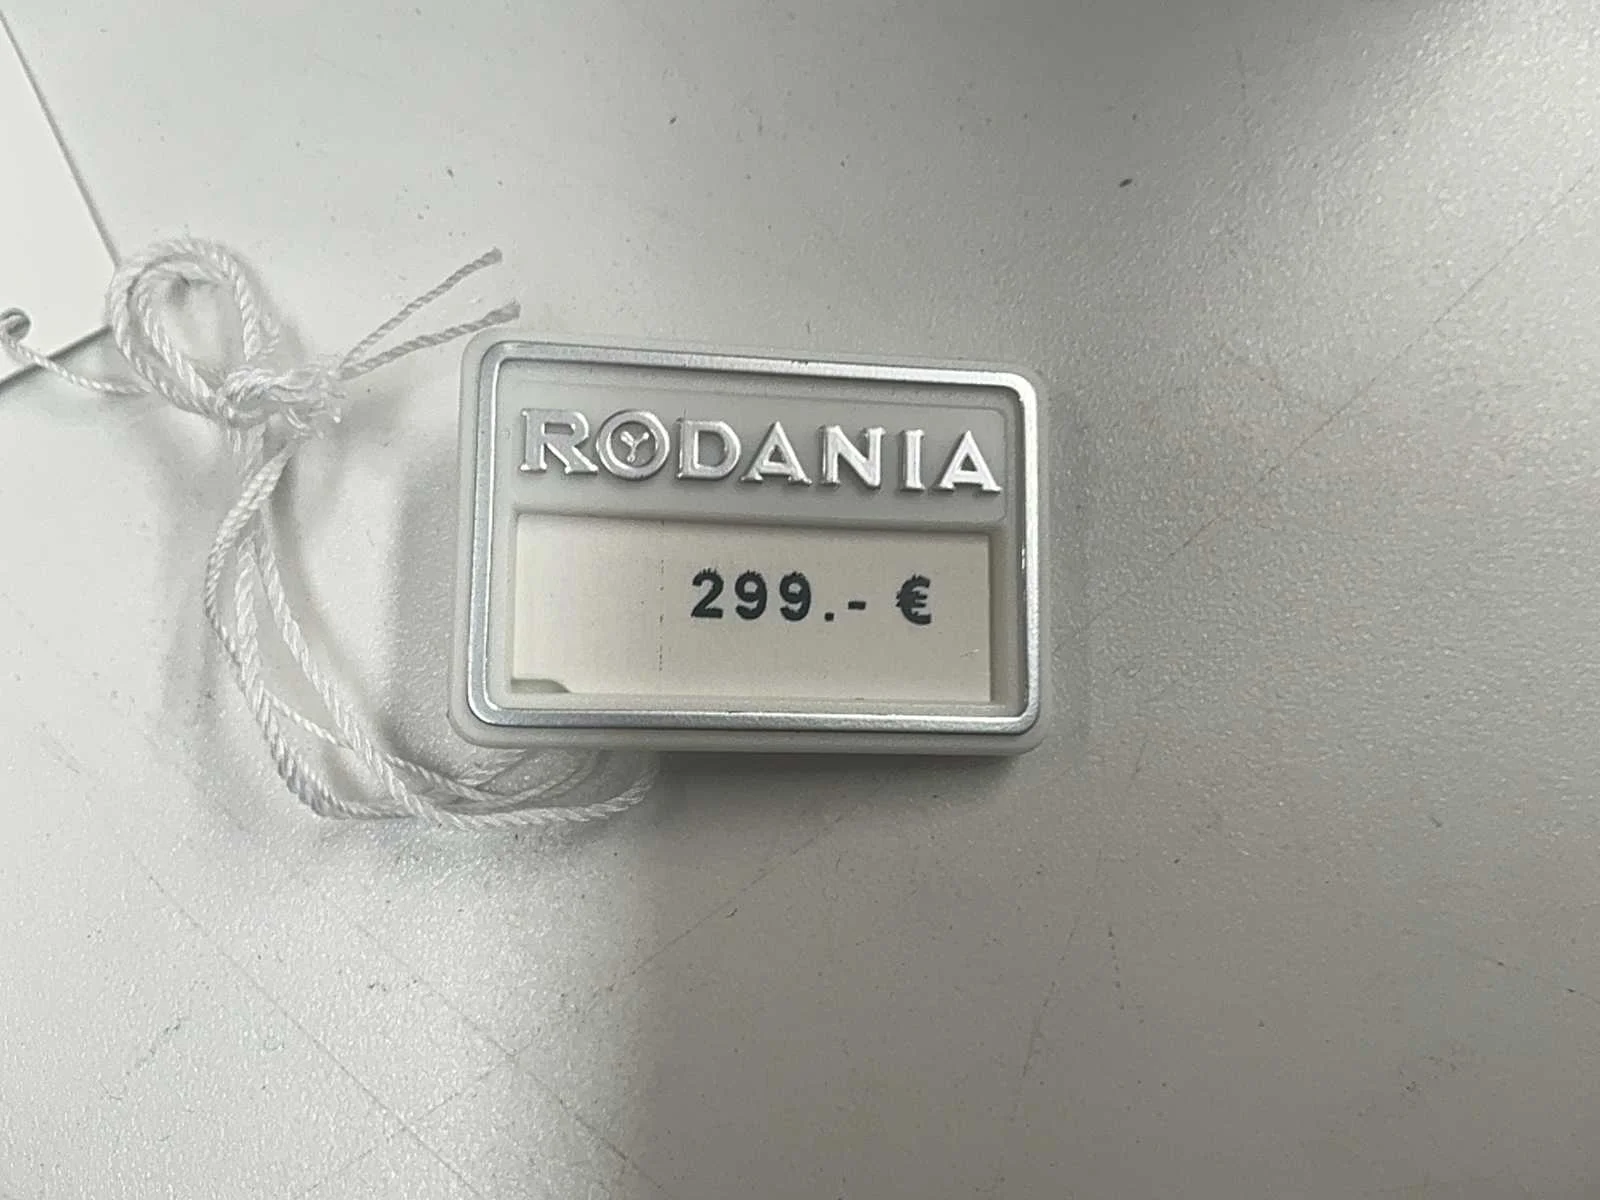 RODANIA
299.- €